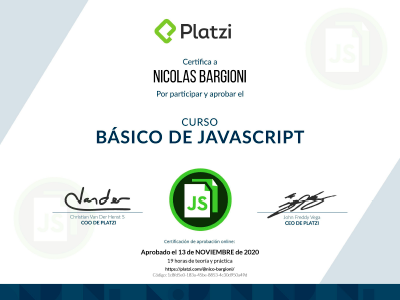 Platzi
Certifica a
NICOLAS BARGIONI
Por participar y aprobar el
CURSO
BÁSICO DE JAVASCRIPT
JS
JS
JS
Christian Van Der Henst S.
COO DE PLATZI
John Freddy Vega
CEO DE PLATZI
Certificación de aprobación online:
Aprobado el 13 de NOVIEMBRE de 2020
19 horas de teoría y práctica
https://platzi.com/@nico-bargioni/
Código: